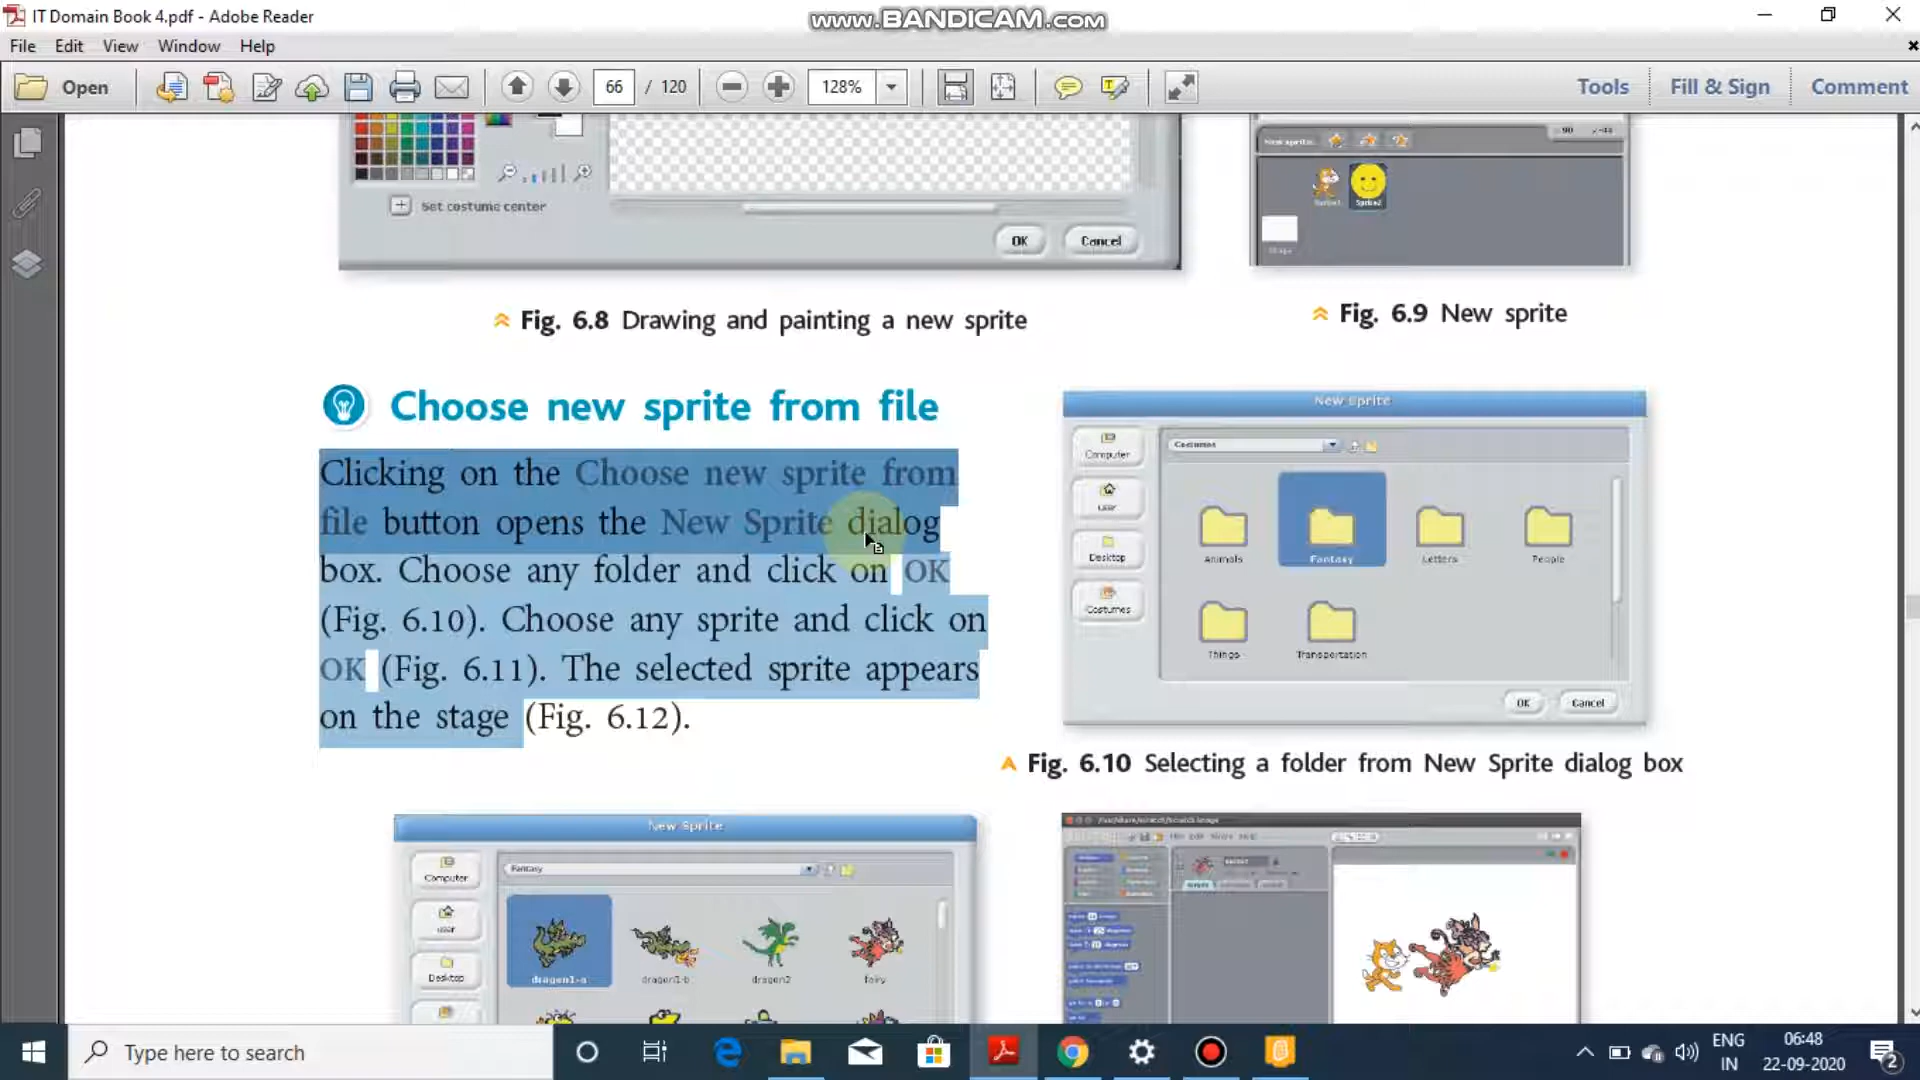 IT Domain Book 4.pdf - Adobe Reader
www.BANDICAM.com
File Edit View Window Help
Open
66 / 120
128%
Tools
Fill & Sign
Comment
Set costume center
OK
Cancel
New sprite:
Sprite2
Fig. 6.8 Drawing and painting a new sprite
Fig. 6.9 New sprite
Choose new sprite from file
Clicking on the Choose new sprite from
file button opens the New Sprite dialog
box. Choose any folder and click on OK
(Fig. 6.10). Choose any sprite and click on
OK (Fig. 6.11). The selected sprite appears
on the stage (Fig. 6.12).
New Sprite
Computer
user
Desktop
Costumes
Costumes
Animals
Fantasy
Letters
People
Things
Transportation
OK
Cancel
Fig. 6.10 Selecting a folder from New Sprite dialog box
New Sprite
Computer
user
Desktop
Fantasy
dragon1-a
dragon1-b
dragon2
fairy
Type here to search
ENG
IN
06:48
22-09-2020
2